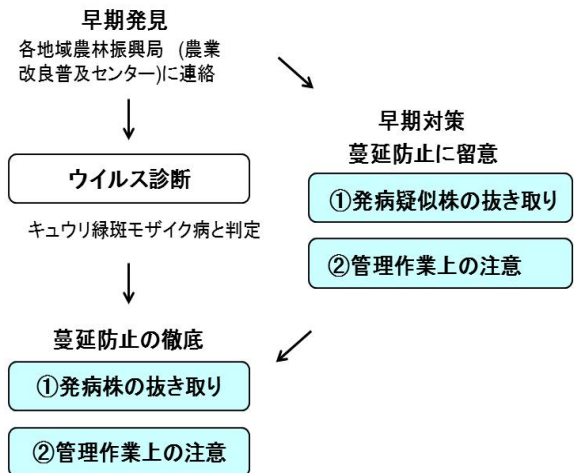 早期発見
各地域農林振興局 (農業
改良普及センター)に連絡
ウイルス診断
キュウリ緑斑モザイク病と判定
早期対策
蔓延防止に留意
①発病疑似株の抜き取り
②管理作業上の注意
蔓延防止の徹底
①発病株の抜き取り
②管理作業上の注意